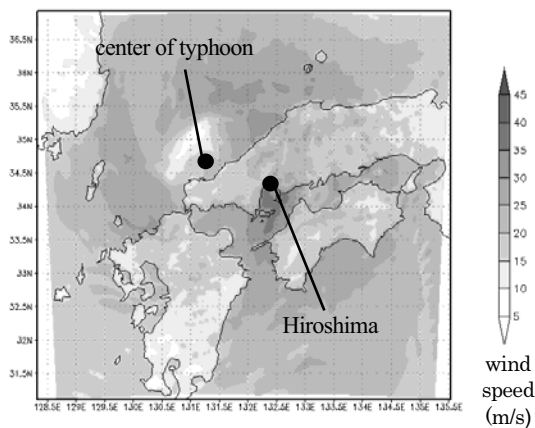 36.5N
36N
35.5N
35N
34.5N
34N
33.5N
33N
32.5N
32N
31.5N
128.5E 129E 129.5E 130E 130.5E 131E 131.5E 132E 132.5E 133E 133.5E 134E 134.5E 135E 135.5E
center of typhoon
Hiroshima
45
40
35
30
25
20
15
10
5
wind
speed
(m/s)